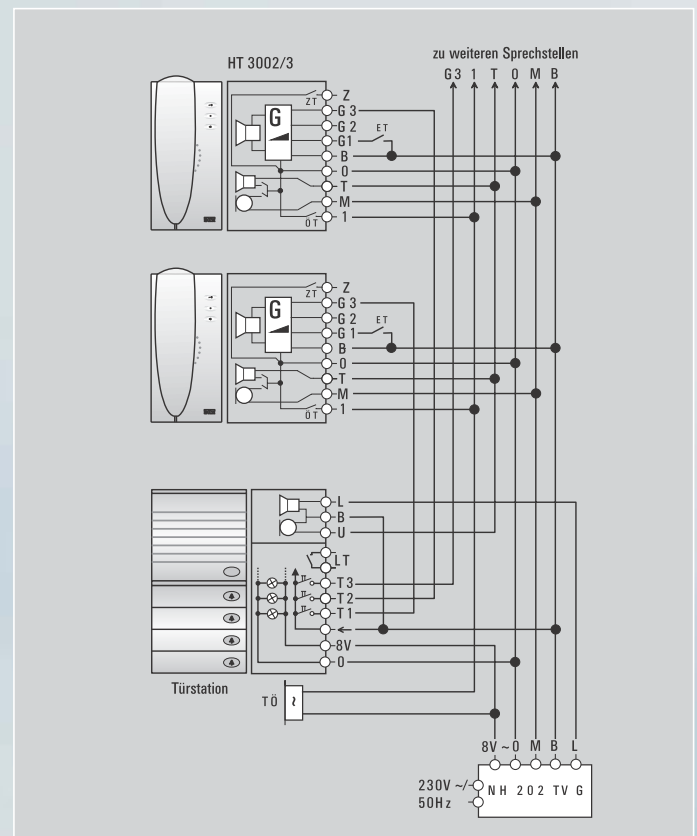 zu weiteren Sprechstellen
HT 3002/3
G3 1 T 0 M B
Z
ZT
G
G 3
G 2
G1
ET
B
0
T
M
ÖT
1
Z
ZT
G
G 3
G 2
G 1
ET
B
0
T
M
ÖT
1
L
B
U
LT
T3
T2
T1
←
8V
0
Türstation
TÖ
~
8V ~ 0 M B L
230V ~/
50Hz
NH 202 TV G